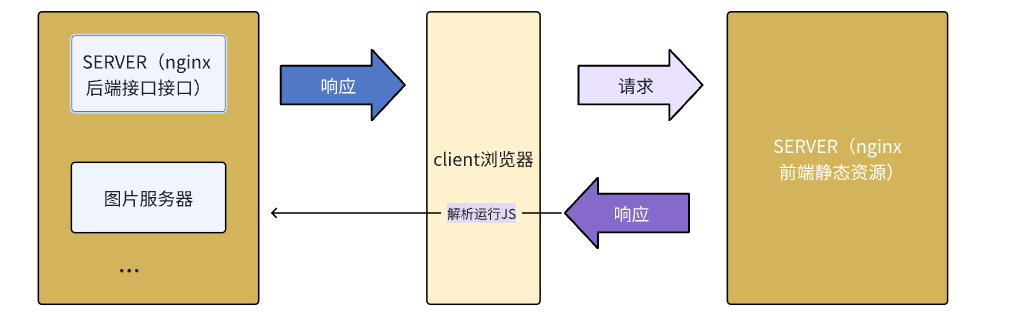 SERVER（nginx
后端接口接口）
图片服务器
...
响应
client浏览器
解析运行JS
请求
响应
SERVER（nginx
前端静态资源）